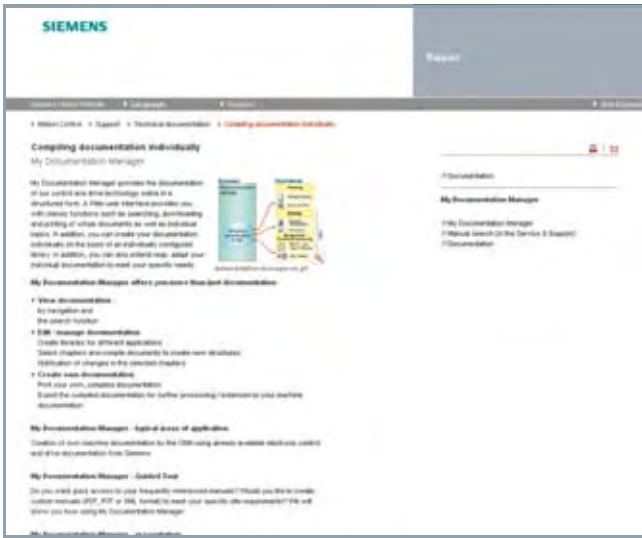 SIEMENS
Support
Language
Contact
Motion Control Support Technical documentation Compiling documentation individually
Compiling documentation individually
My Documentation Manager
My Documentation Manager provides the documentation
of our control and drive technology online in a
structured form. A Web user interface provides you
with classic functions such as searching, downloading
and printing of whole documents as well as individual
topics. In addition, you can create your documentation
individually on the basis of an individually configured
library. In addition, you can also extend resp. adapt your
individual documentation to meet your specific needs.
My Documentation Manager offers you more than just documentation
View documentation
by navigation and
the search function
Edit - manage documentation
Create libraries for different applications
Select chapters and compile documents to create new structures
Notification of changes in the selected chapters
Create own documentation
Print your own, compiled documentation
Export the compiled documentation for further processing / extension to your machine
documentation
My Documentation Manager - typical areas of application
Creation of own machine documentation by the OEM using already available electronic control
and drive documentation from Siemens
My Documentation Manager - Guided Tour
Do you want quick access to your frequently referenced manuals? Would you like to create
custom manuals (PDF, RTF or XML format) to meet your specific site requirements? We will
show you how using My Documentation Manager
Documentation
My Documentation Manager
My Documentation Manager
Manual search (in the Service & Support)
Documentation